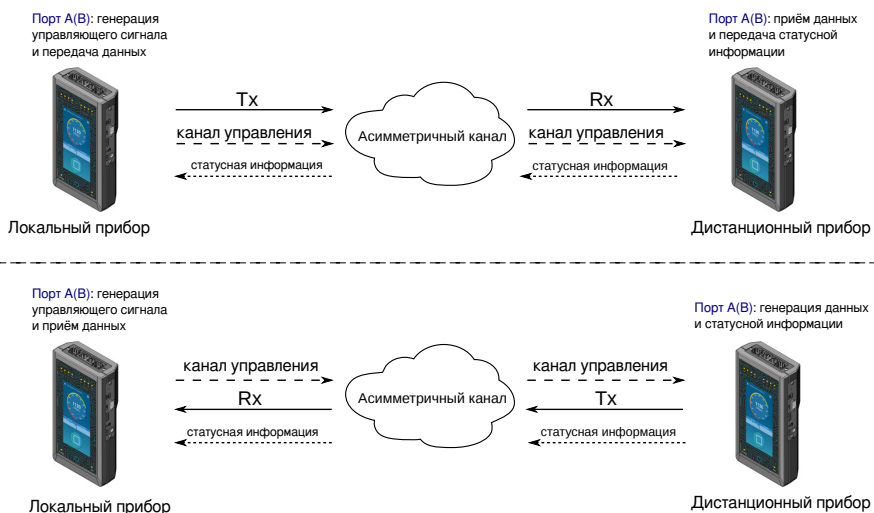 Порт А(В): генерация
управляющего сигнала
и передача данных
Порт А(В): приём данных
и передача статусной
информации
Tx
Rx
канал управления
Асимметричный канал
канал управления
статусная информация
статусная информация
Локальный прибор
Дистанционный прибор
Порт А(В): генерация
управляющего сигнала
и приём данных
Порт А(В): генерация данных
и статусной информации
канал управления
канал управления
Rx
Асимметричный канал
Tx
статусная информация
статусная информация
Локальный прибор
Дистанционный прибор